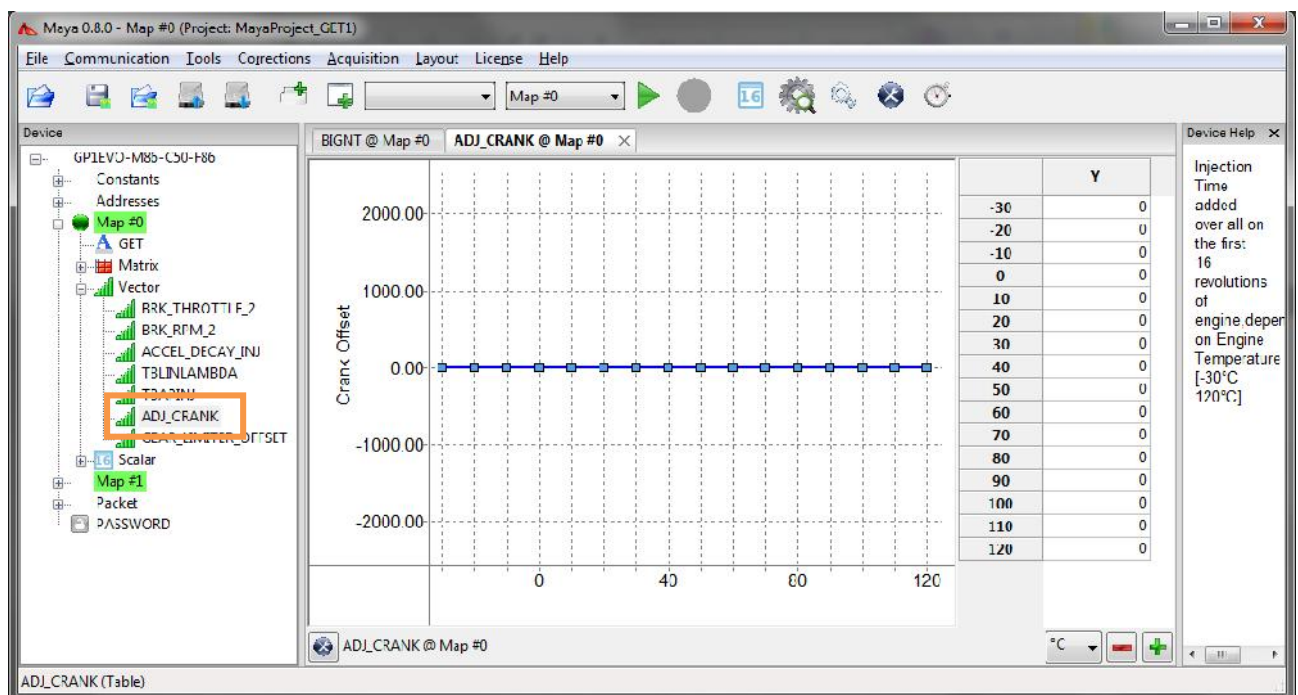 Maya 0.8.0 - Map #0 (Project: MayaProject_GET1)
File Communication Tools Corrections Acquisition Layout License Help
Map #0
16
Device
GP1EVO-M86-C50-F86
Constants
Addresses
Map #0
A GET
Matrix
Vector
BRK_THROTTLE_2
BRK_RPM_2
ACCEL_DECAY_INJ
TBLINLAMBDA
ADJ_CRANK
GEAR_LIMITER_OFFSET
16 Scalar
Map #1
Packet
PASSWORD
BIGNT @ Map #0 ADJ_CRANK @ Map #0
Crank Offset
2000.00
1000.00
0.00
-1000.00
-2000.00
0 40 80 120
Y
-30 0
-20 0
-10 0
0 0
10 0
20 0
30 0
40 0
50 0
60 0
70 0
80 0
90 0
100 0
110 0
120 0
ADJ_CRANK @ Map #0
°C
Device Help
Injection
Time
added
over all on
the first
16
revolutions
of
engine,depen
on Engine
Temperature
[-30°C
120°C]
ADJ_CRANK (Table)